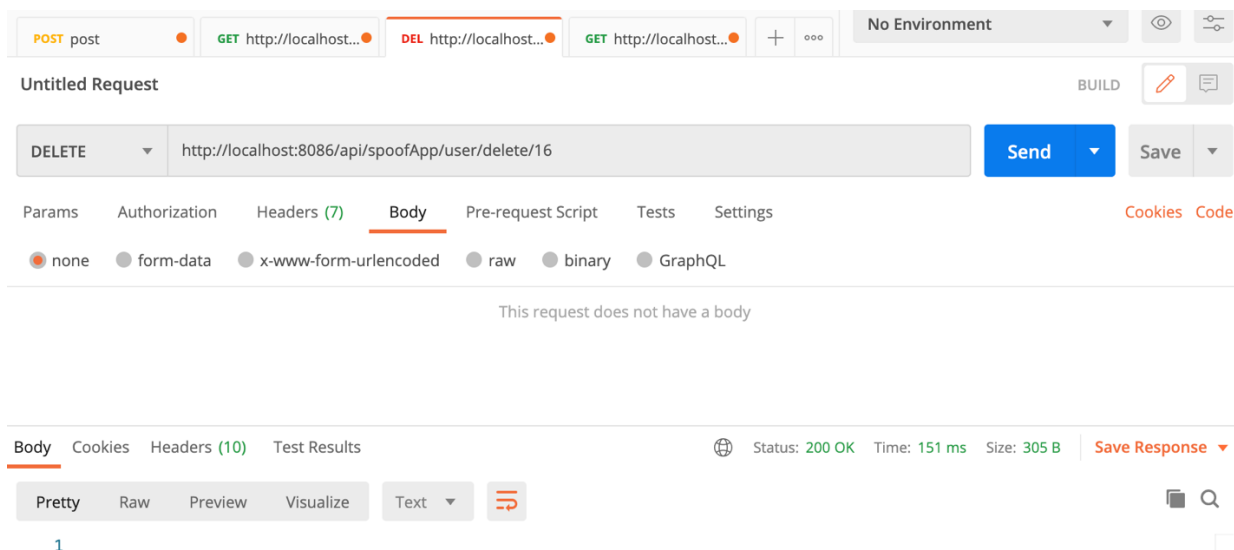 POST post GET http://localhost... DEL http://localhost... GET http://localhost... No Environment
Untitled Request BUILD
DELETE http://localhost:8086/api/spoofApp/user/delete/16 Send Save
Params Authorization Headers (7) Body Pre-request Script Tests Settings Cookies Code
none form-data x-www-form-urlencoded raw binary GraphQL
This request does not have a body
Body Cookies Headers (10) Test Results Status: 200 OK Time: 151 ms Size: 305 B Save Response
Pretty Raw Preview Visualize Text
1